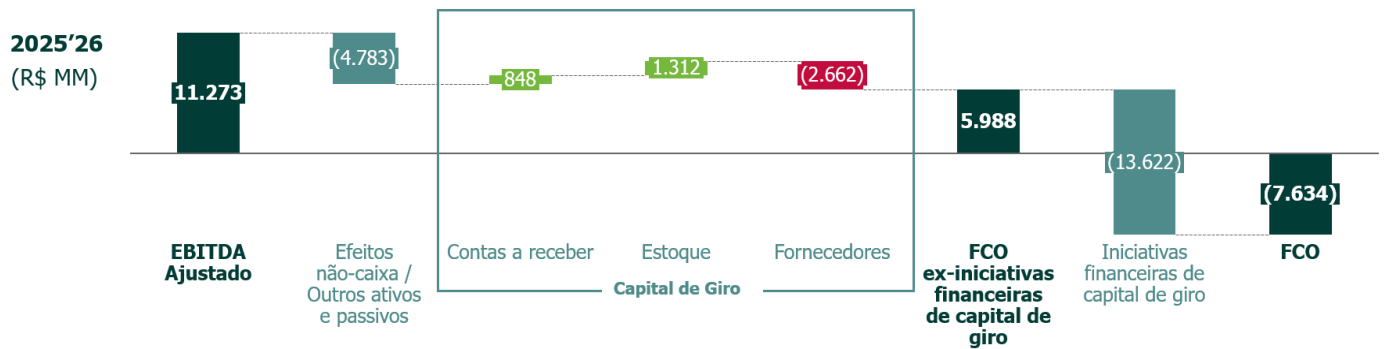 2025’26
(R$ MM)
11.273
(4.783)
848
1.312
(2.662)
5.988
(13.622)
(7.634)
EBITDA
Ajustado
Efeitos
não-caixa /
Outros ativos
e passivos
Contas a receber
Estoque
Fornecedores
Capital de Giro
FCO
ex-iniciativas
financeiras
de capital de
giro
Iniciativas
financeiras de
capital de giro
FCO